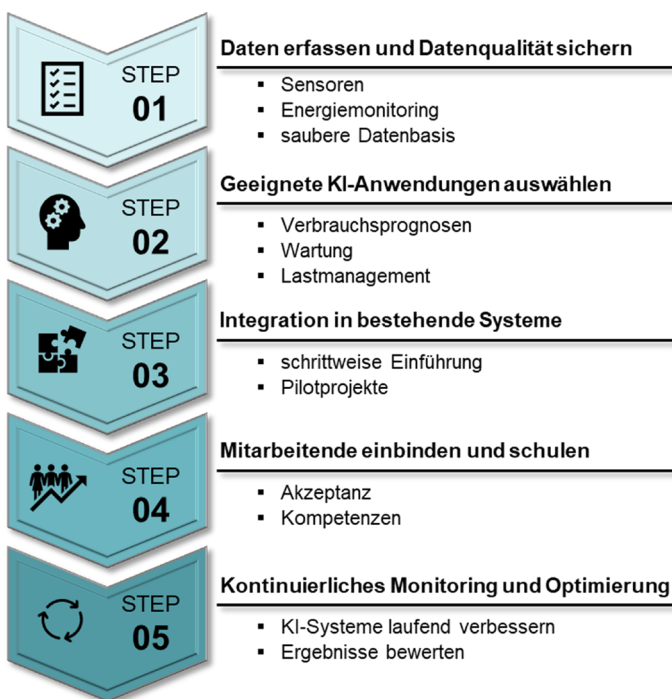 STEP
01
Daten erfassen und Datenqualität sichern
▪ Sensoren
▪ Energiemonitoring
▪ saubere Datenbasis
STEP
02
Geeignete KI-Anwendungen auswählen
▪ Verbrauchsprognosen
▪ Wartung
▪ Lastmanagement
STEP
03
Integration in bestehende Systeme
▪ schrittweise Einführung
▪ Pilotprojekte
STEP
04
Mitarbeitende einbinden und schulen
▪ Akzeptanz
▪ Kompetenzen
STEP
05
Kontinuierliches Monitoring und Optimierung
▪ KI-Systeme laufend verbessern
▪ Ergebnisse bewerten